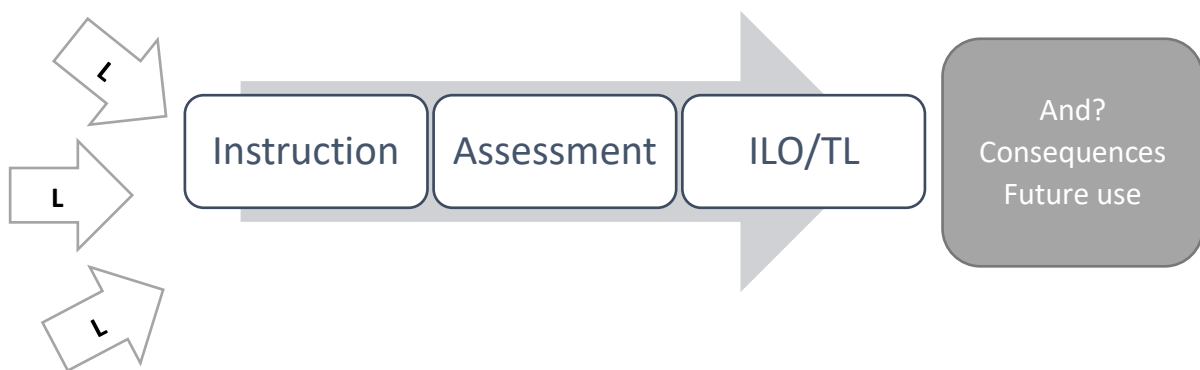 L
L
L
Instruction
Assessment
ILO/TL
And?
Consequences
Future use